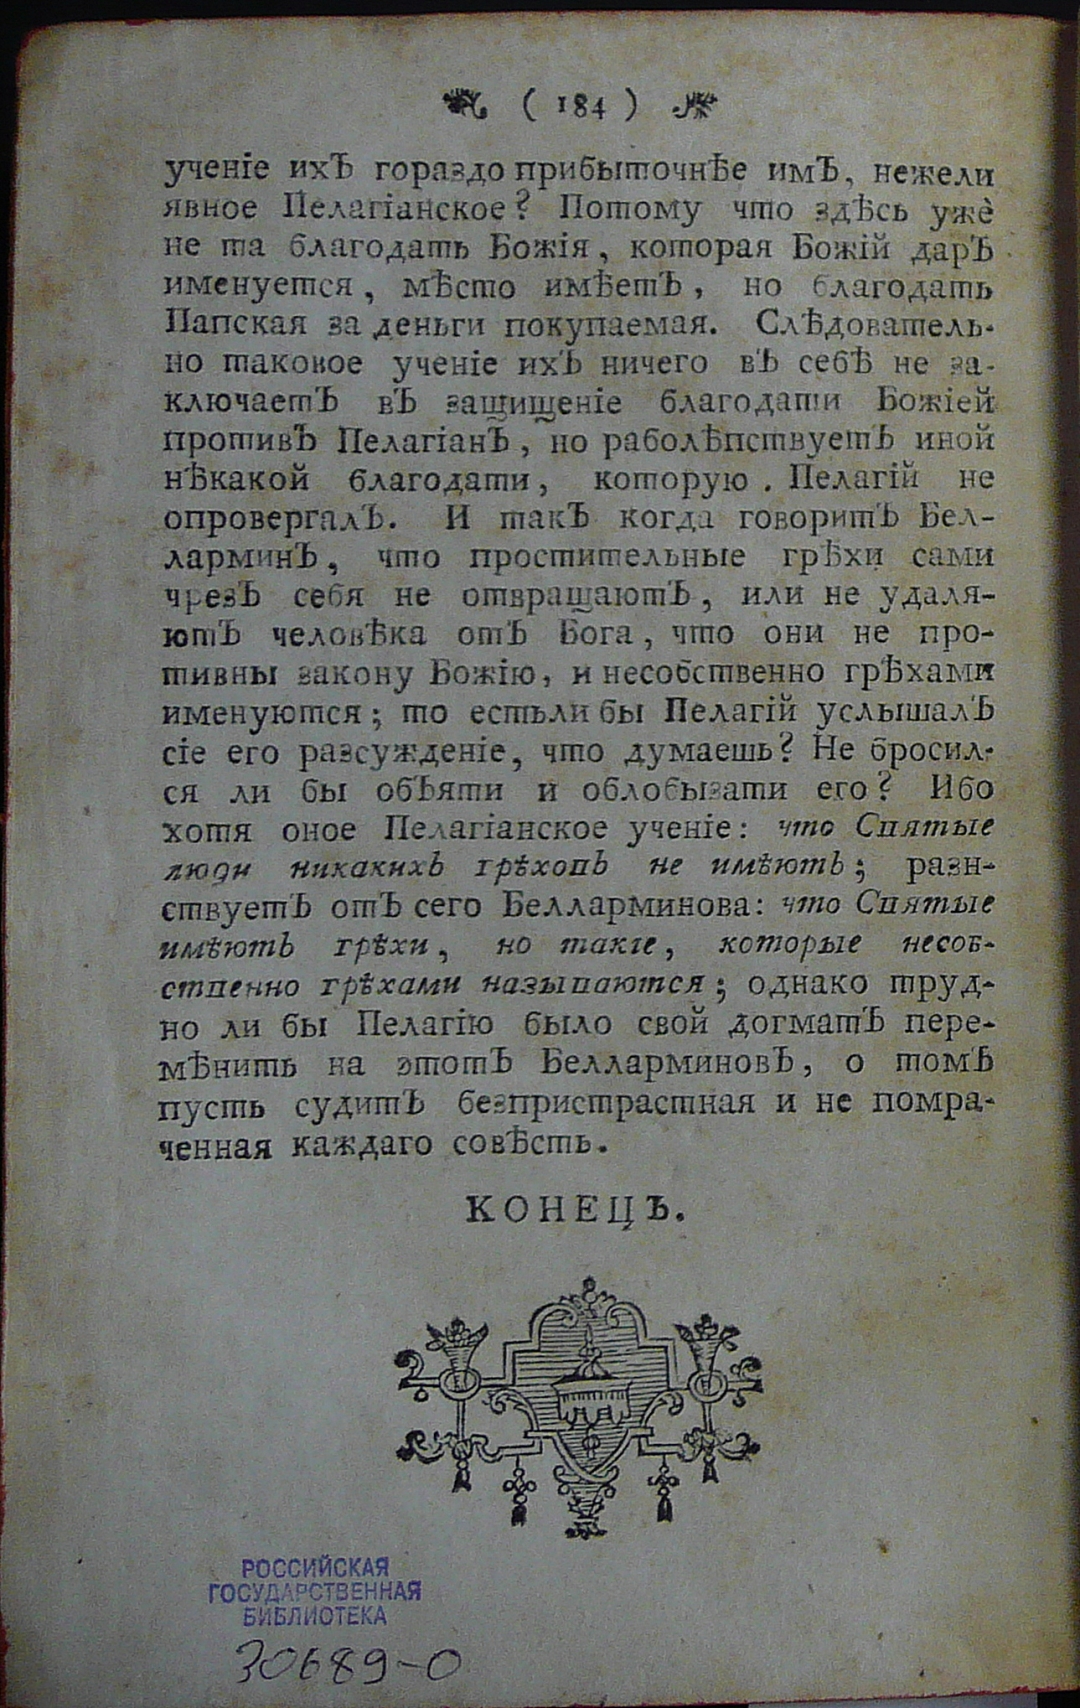 ( 184 )
ученіе ихЪ гораздо прибыточнѢе имЪ, нежели
явное Пелагіанское? Потому что здѢсь ужè
не та благодать Божія, которая Божій дарЪ
именуется, мѢсто имѢетЪ, но благодать
Папская за деньги покупаемая. СлѢдователь-
но таковое ученіе ихЪ ничего вЪ себѢ не за-
ключаетЪ вЪ защищеніе благодати Божіей
противЪ ПелагіанЪ, но раболѢпствуетЪ иной
нѢкакой благодати, которую. Пелагій не
опровергалЪ. И такЪ когда говоритЪ Бел-
ларминЪ, что простительные грѢхи сами
чрезЪ себя не отвращаютЪ, или не удаля-
ютЪ человѢка отЪ Бога, что они не про-
тивны закону Божію, и несобственно грѢхами
именуются; то естьли бы Пелагій услышалЪ
сіе его разсужденіе, что думаешь? Не бросил-
ся ли бы обЪяти и облобызати его? Ибо
хотя оное Пелагіанское ученіе: что Святые
люди никакихЪ грѣховЪ не имѣютЪ; разн-
ствуетЪ отЪ сего Белларминова: что Святые
имѣютЪ грѣхи, но такіе, которые несоб-
ственно грѣхами называются; однако труд-
но ли бы Пелагію было свой догматЪ пере-
мѢнить на этотЪ БелларминовЪ, о томЪ
пусть судитЪ безпристрастная и не помра-
ченная каждаго совѢсть.
КОНЕЦЪ.
РОССИЙСКАЯ
ГОСУДАРСТВЕННАЯ
БИБЛИОТЕКА
30689-0